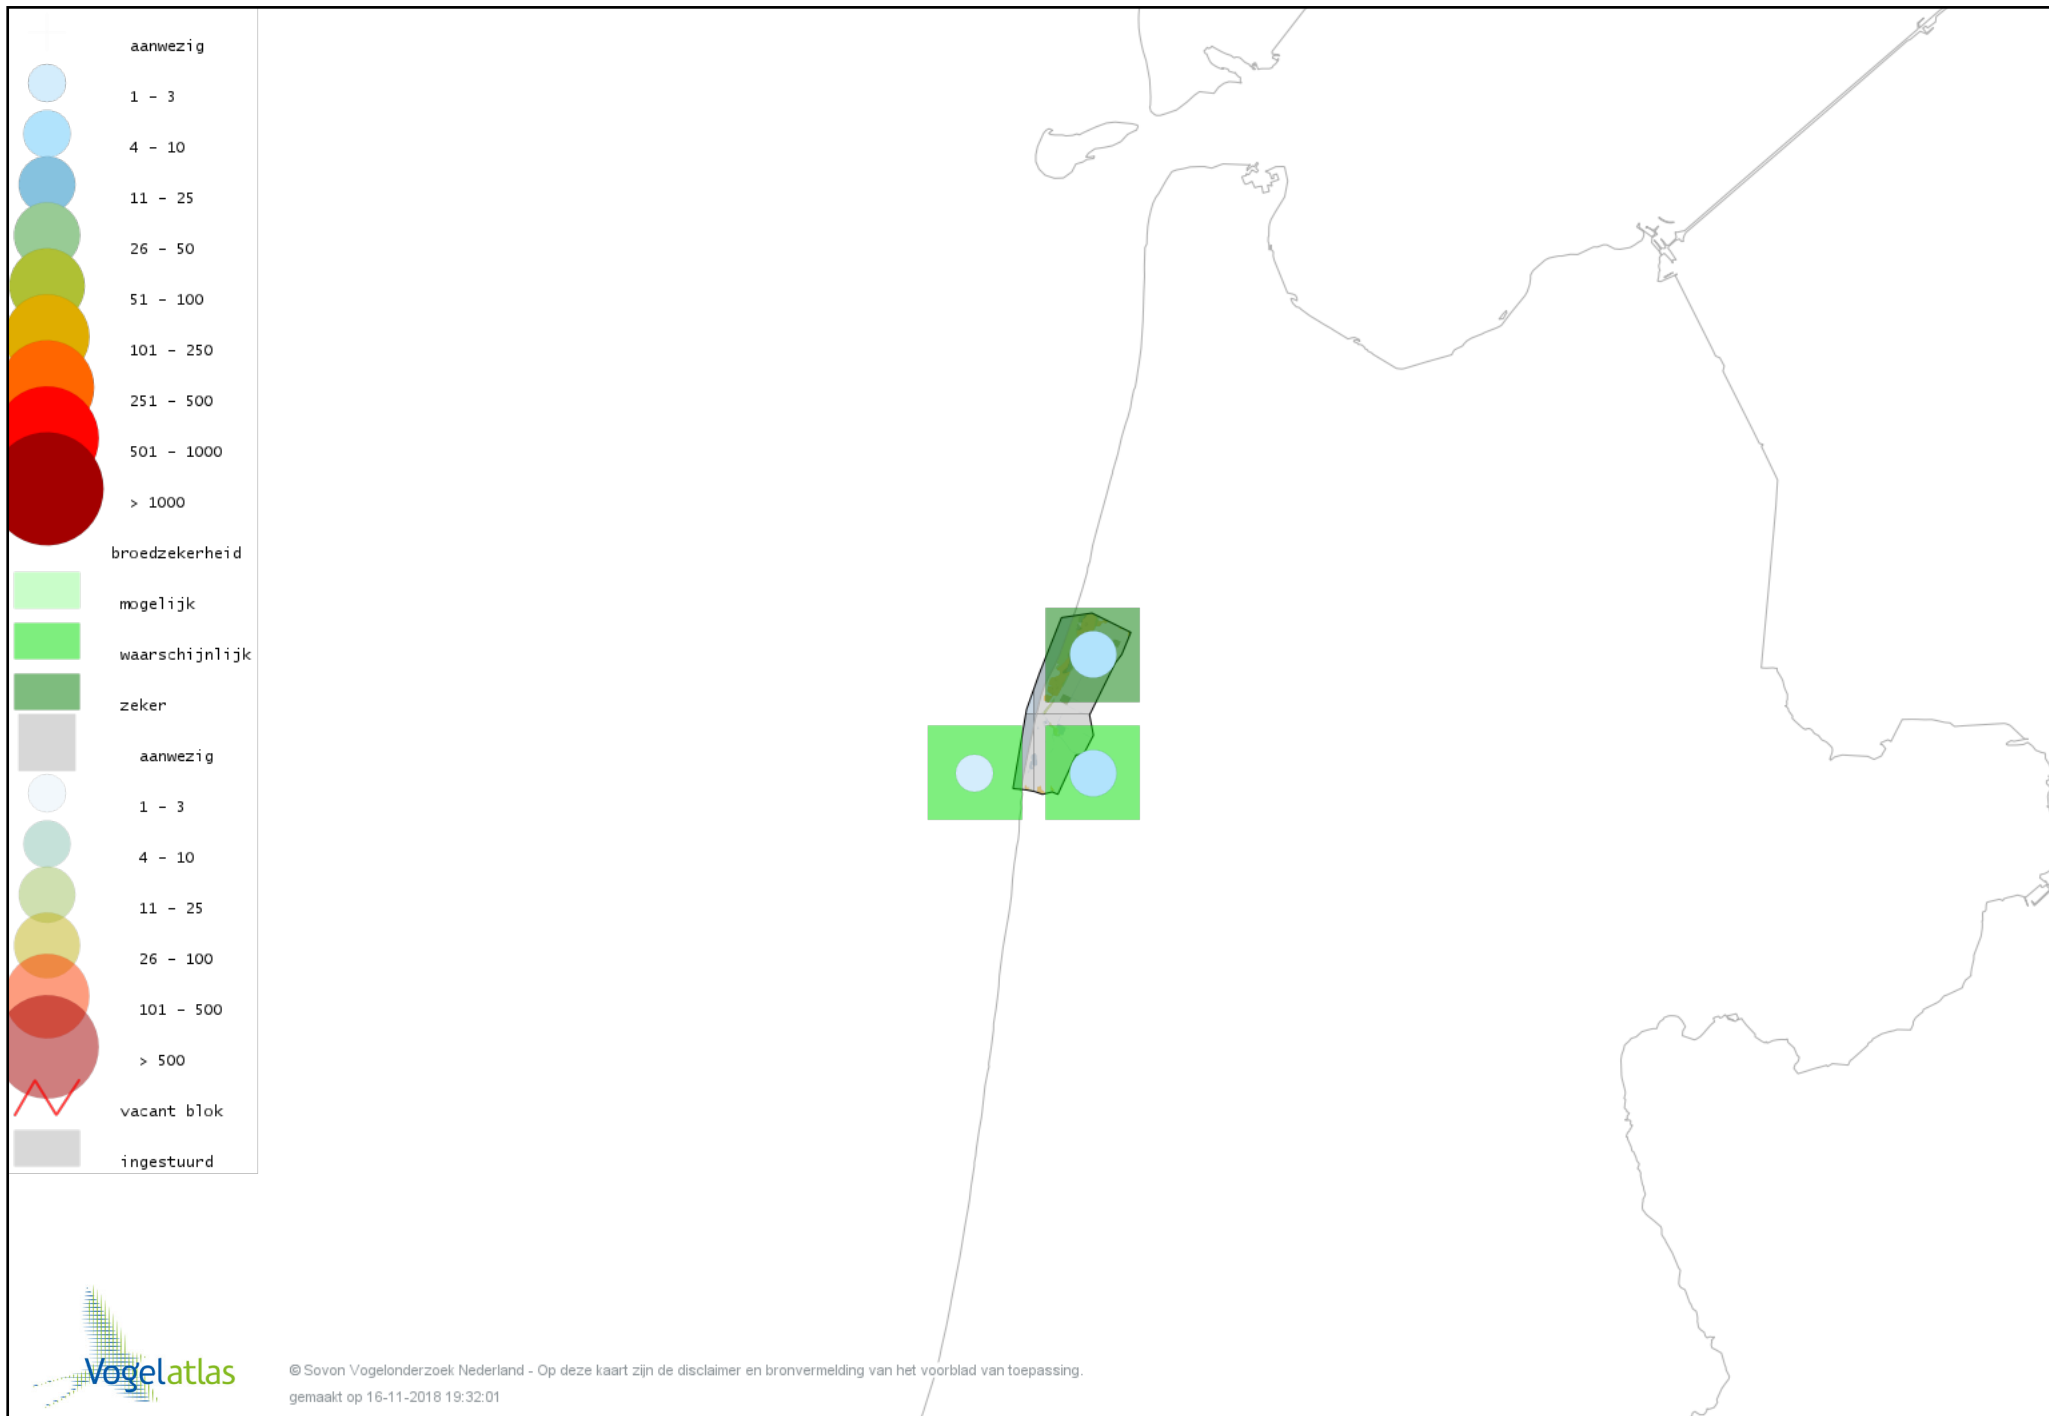 aanwezig
1 - 3
4 - 10
11 - 25
26 - 50
51 - 100
101 - 250
251 - 500
501 - 1000
> 1000
broedzekerheid
mogelijk
waarschijnlijk
zeker
aanwezig
1 - 3
4 - 10
11 - 25
26 - 100
101 - 500
> 500
vacant blok
ingestuurd
Vogelatlas
© Sovon Vogelonderzoek Nederland - Op deze kaart zijn de disclaimer en bronvermelding van het voorblad van toepassing.
gemaakt op 16-11-2018 19:32:01